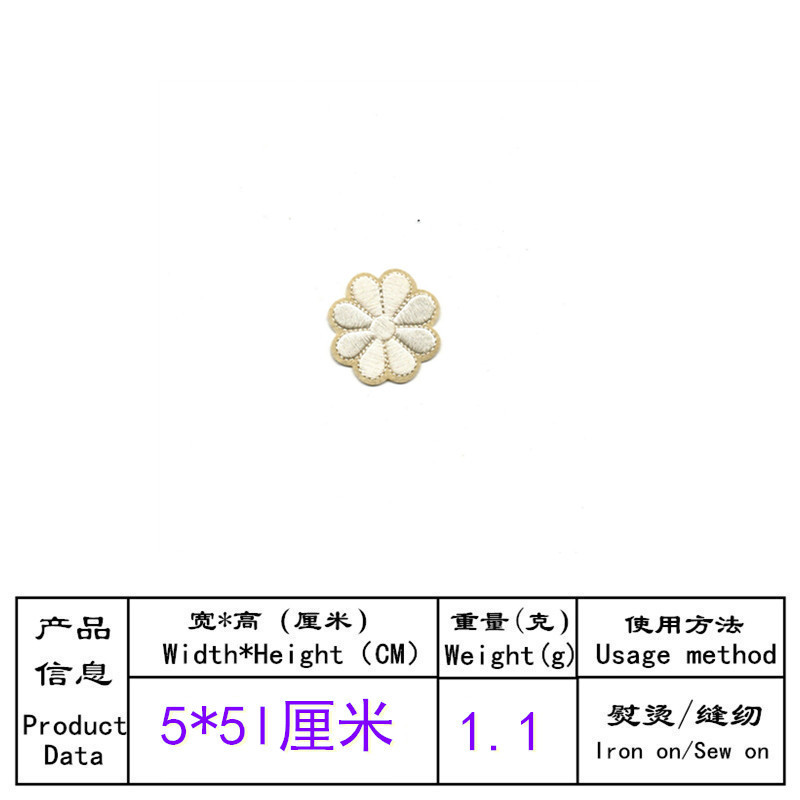 产品
信息
Product
Data
宽*高 (厘米)
Width*Height (CM)
重量(克)
Weight(g)
使用方法
Usage method
5*5l厘米
1.1
熨烫/缝纫
Iron on/Sew on